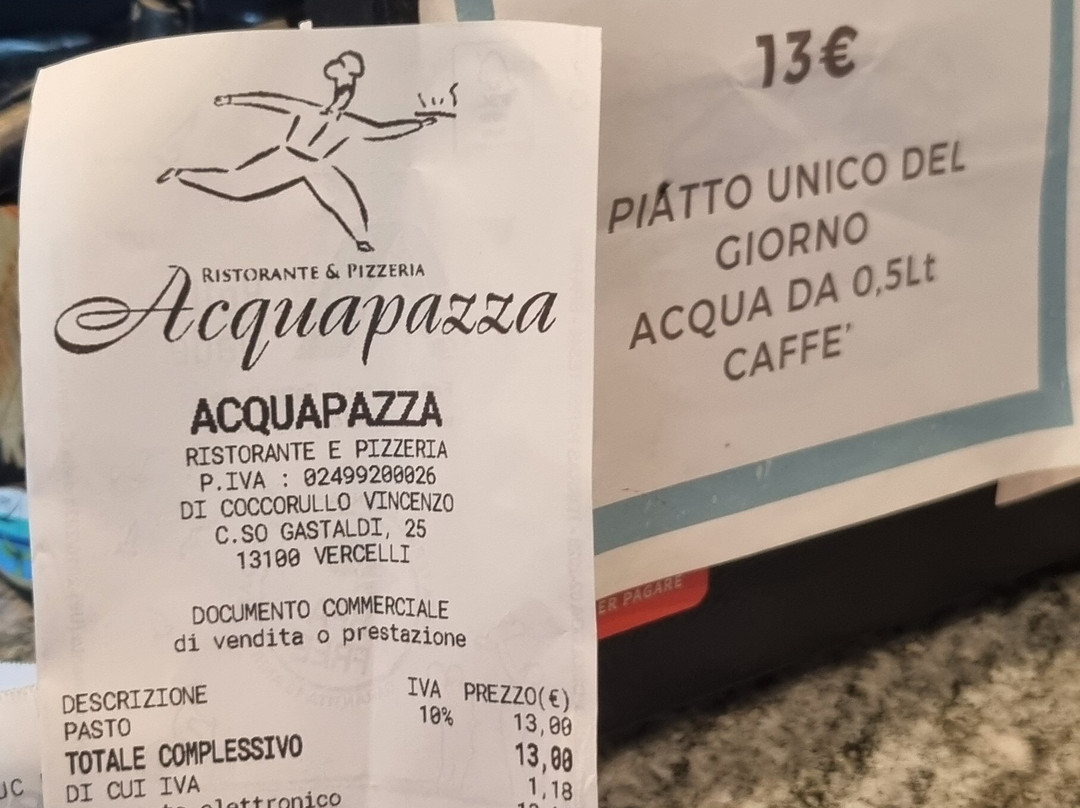 RISTORANTE & PIZZERIA
Acquapazza
ACQUAPAZZA
RISTORANTE E PIZZERIA
P.IVA : 02499200026
DI COCCORULLO VINCENZO
C.SO GASTALDI, 25
13100 VERCELLI
DOCUMENTO COMMERCIALE
di vendita o prestazione
DESCRIZIONE IVA PREZZO(€)
PASTO 10% 13,00
TOTALE COMPLESSIVO 13,00
DI CUI IVA 1,18
elettronico
13€
PIATTO UNICO DEL
GIORNO
ACQUA DA 0,5Lt
CAFFE'
PAGARE